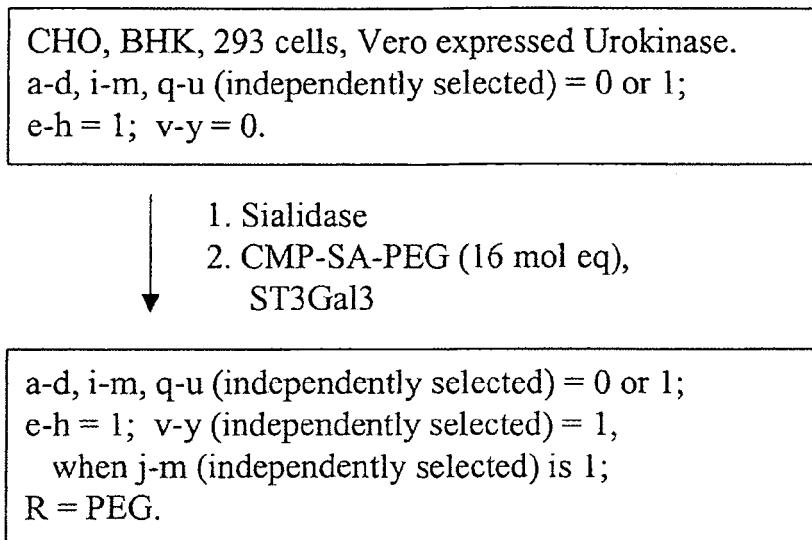 CHO, BHK, 293 cells, Vero expressed Urokinase.
a-d, i-m, q-u (independently selected) = 0 or 1;
e-h = 1; v-y = 0.
1. Sialidase
2. CMP-SA-PEG (16 mol eq),
ST3Gal3
a-d, i-m, q-u (independently selected) = 0 or 1;
e-h = 1; v-y (independently selected) = 1,
when j-m (independently selected) is 1;
R = PEG.